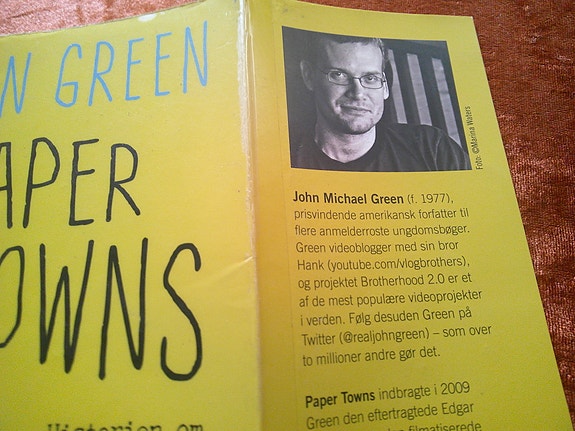 N GREEN
APER
OWNS
Historien om
Foto: ©Marina Waters
John Michael Green (f. 1977),
prisvindende amerikansk forfatter til
flere anmelderroste ungdomsbøger.
Green videoblogger med sin bror
Hank (youtube.com/vlogbrothers),
og projektet Brotherhood 2.0 er et
af de mest populære videoprojekter
i verden. Følg desuden Green på
Twitter (@realjohngreen) – som over
to millioner andre gør det.
Paper Towns indbragte i 2009
Green den eftertragtede Edgar
filmatiserede